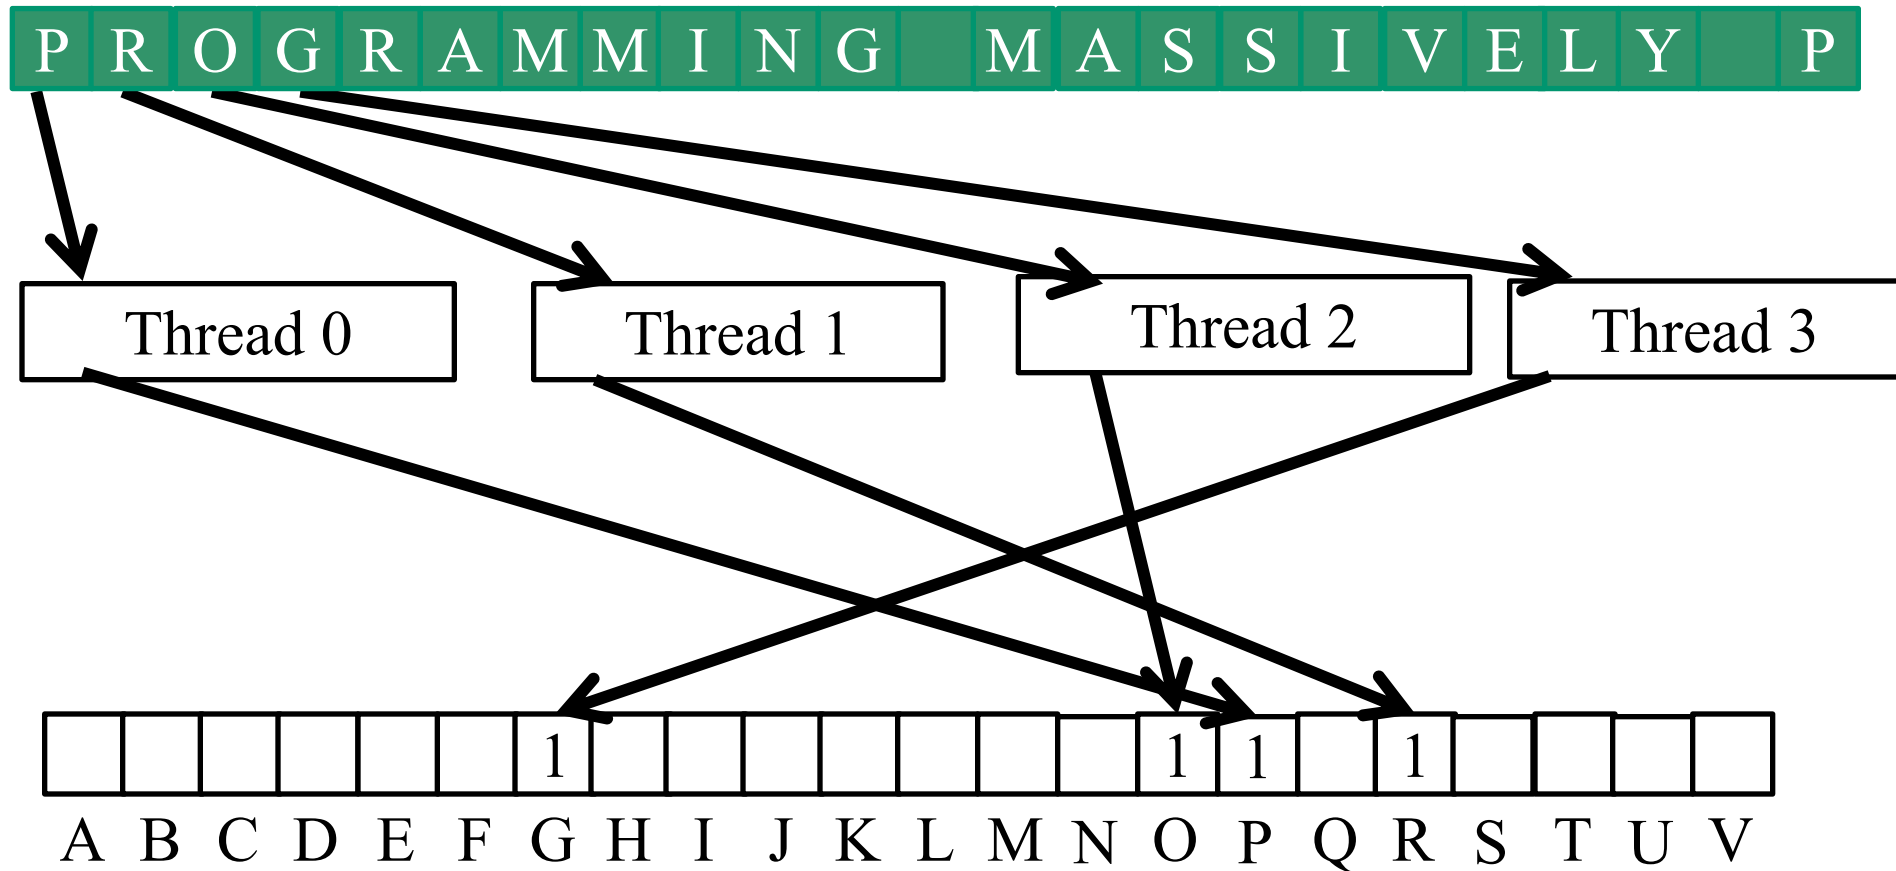 P R O G R A M M I N G M A S S I V E L Y P
Thread 0 Thread 1 Thread 2 Thread 3
1 1 1 1
A B C D E F G H I J K L M N O P Q R S T U V